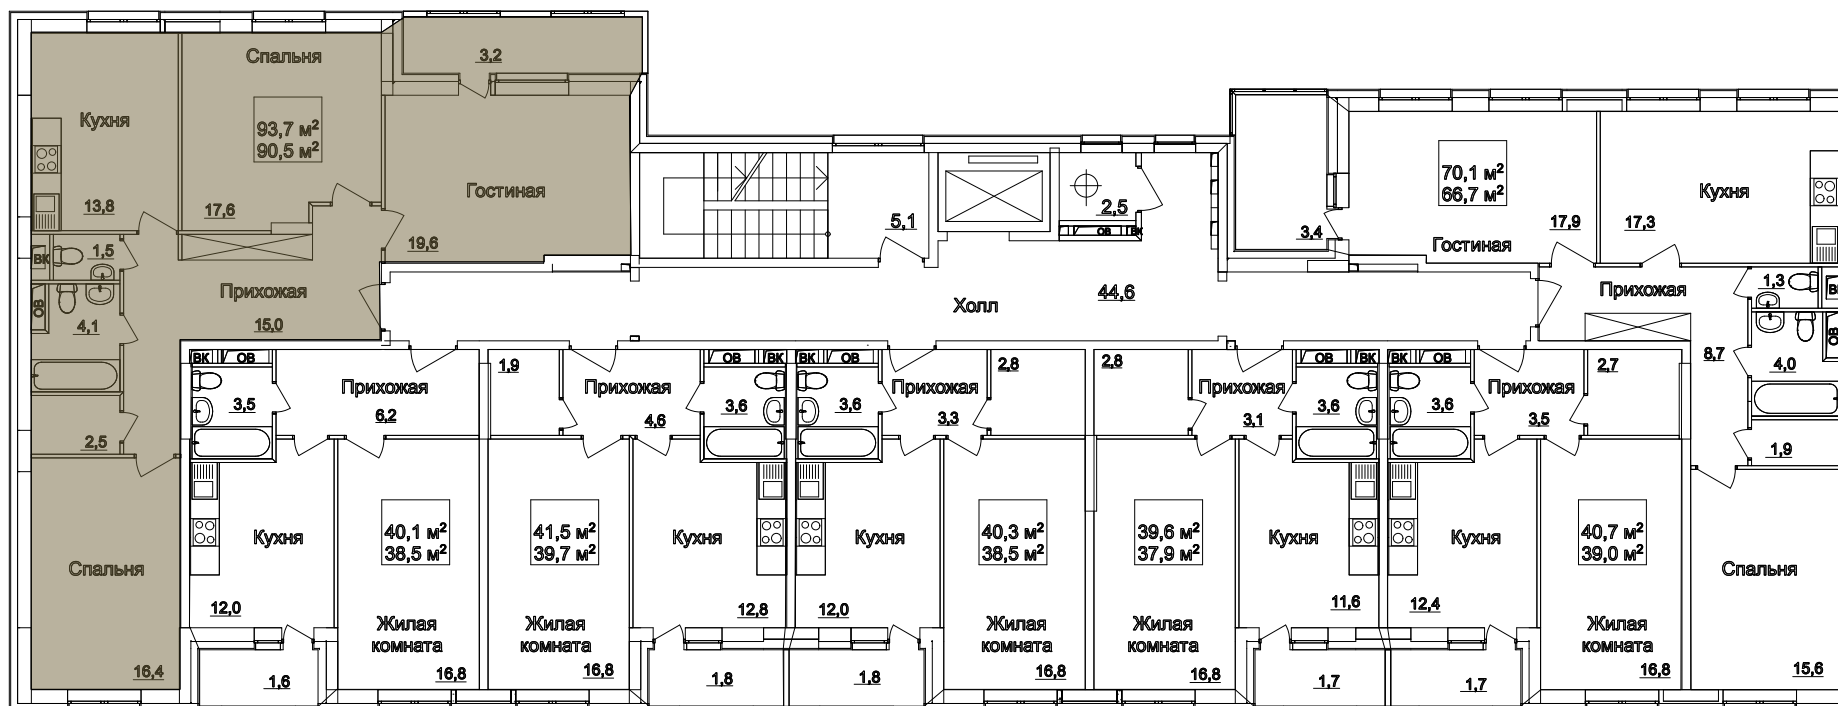 Спальня
3,2
Кухня
93,7 м²
90,5 м²
13,8
17,6
Гостиная
19,6
ВК
1,5
ОВ
4,1
Прихожая
15,0
2,5
Спальня
16,4
5,1
2,5
ОВ
ВК
Холл
44,6
3,4
70,1 м²
66,7 м²
Гостиная
17,9
Кухня
17,3
Прихожая
1,3
ВК
ОВ
4,0
8,7
1,9
Спальня
15,6
ВК
ОВ
3,5
Прихожая
6,2
Кухня
12,0
40,1 м²
38,5 м²
Жилая
комната
16,8
1,6
1,9
Прихожая
4,6
ОВ
ВК
3,6
41,5 м²
39,7 м²
Жилая
комната
16,8
Кухня
12,8
1,8
ВК
ОВ
3,6
Прихожая
3,3
2,8
Кухня
12,0
40,3 м²
38,5 м²
Жилая
комната
16,8
1,8
2,8
Прихожая
3,1
ОВ
ВК
3,6
39,6 м²
37,9 м²
Жилая
комната
16,8
Кухня
11,6
1,7
ВК
ОВ
3,6
Прихожая
3,5
2,7
Кухня
12,4
40,7 м²
39,0 м²
Жилая
комната
16,8
1,7